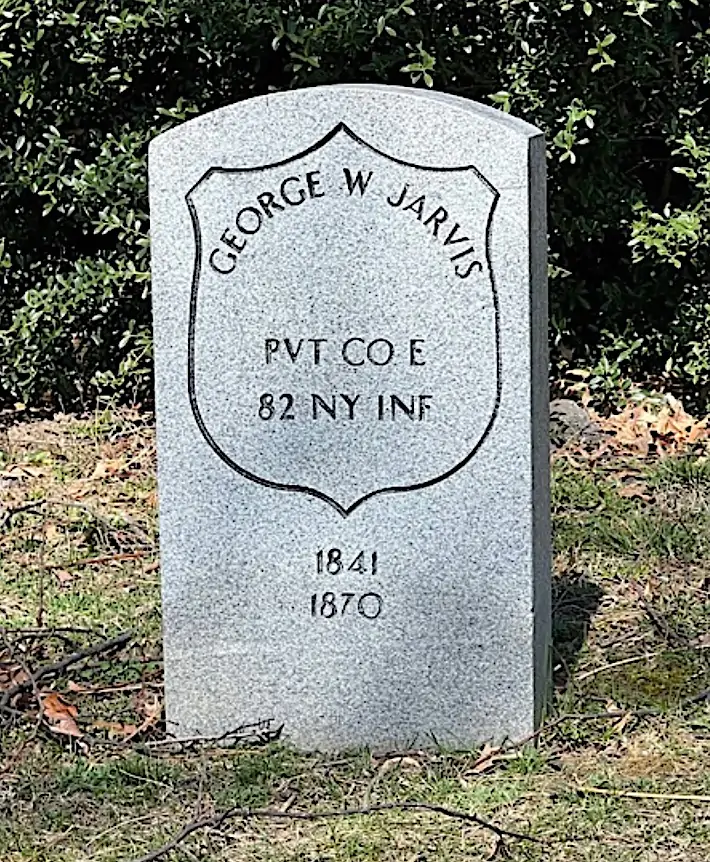 GEORGE W JARVIS
PVT CO E
82 NY INF
1841
1870